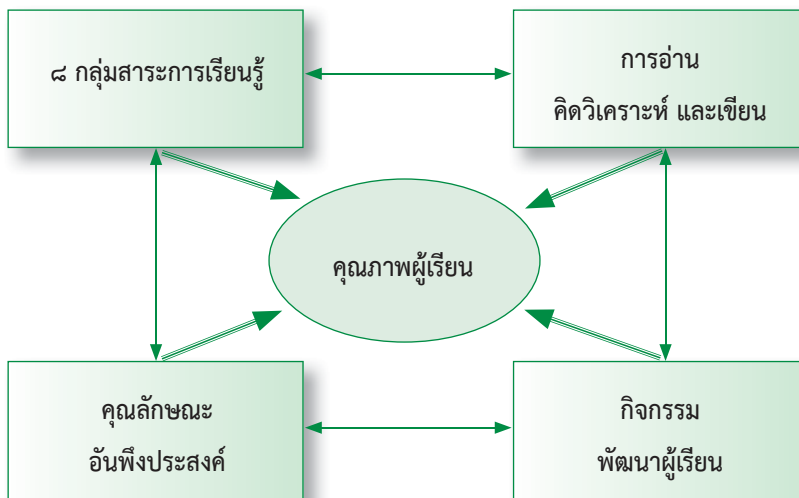 ๘ กลุ่มสาระการเรียนรู้
การอ่าน
คิดวิเคราะห์ และเขียน
คุณภาพผู้เรียน
คุณลักษณะ
อันพึงประสงค์
กิจกรรม
พัฒนาผู้เรียน